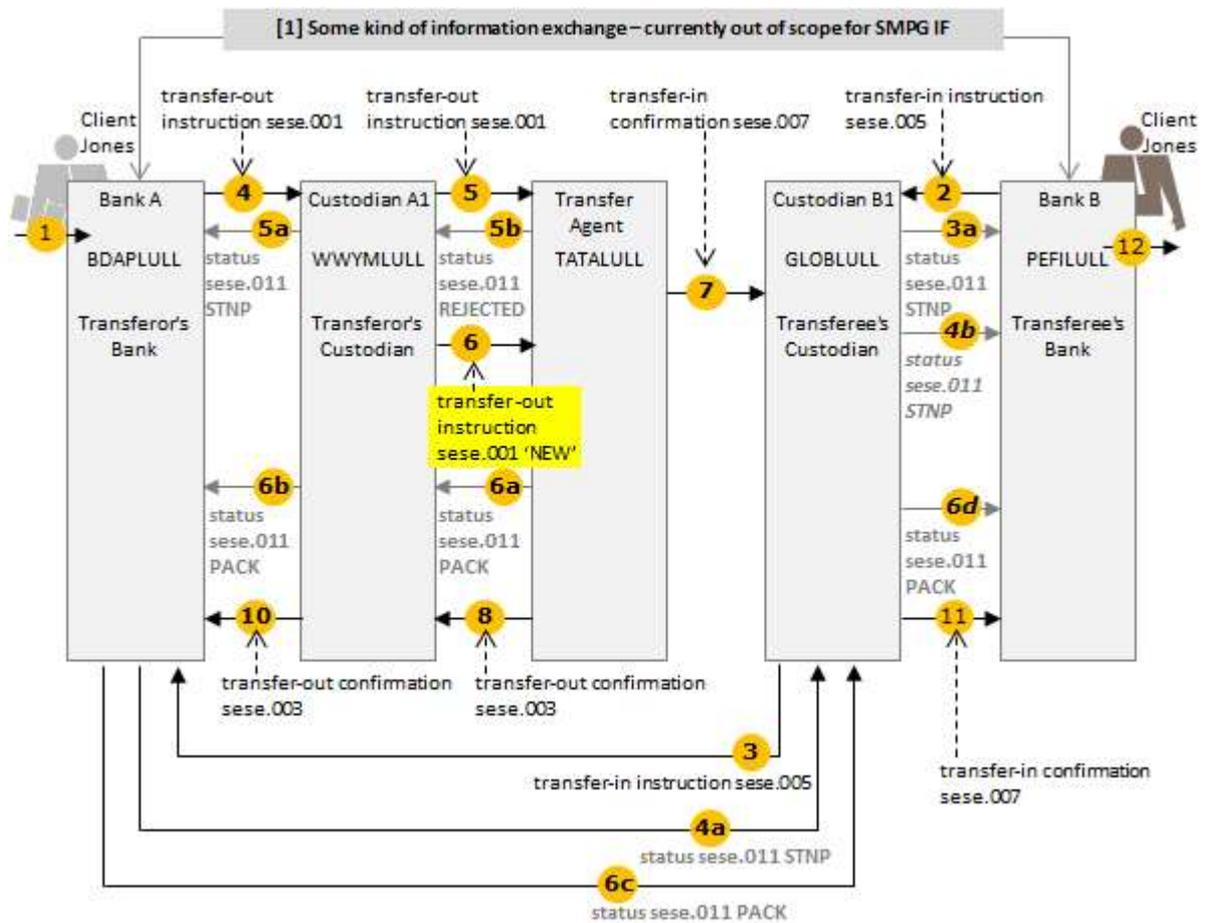 [1] Some kind of information exchange – currently out of scope for SMPG IF
Client
Jones
transfer-out
instruction sese.001
transfer-out
instruction sese.001
transfer-in
confirmation sese.007
transfer-in instruction
sese.005
Client
Jones
1
Bank A
BDAPLULL
Transferor's
Bank
4
5a
status
sese.011
STNP
Custodian A1
WWYMLULL
Transferor's
Custodian
5
5b
status
sese.011
REJECTED
6
transfer-out
instruction
sese.001 'NEW'
Transfer
Agent
TATALULL
7
Custodian B1
GLOBLULL
Transferee's
Custodian
2
3a
status
sese.011
STNP
4b
status
sese.011
STNP
Bank B
PEFILULL
Transferee's
Bank
12
6b
status
sese.011
PACK
6a
status
sese.011
PACK
6d
status
sese.011
PACK
10
8
11
transfer-out confirmation
sese.003
transfer-out confirmation
sese.003
3
transfer-in instruction sese.005
transfer-in confirmation
sese.007
4a
status sese.011 STNP
6c
status sese.011 PACK